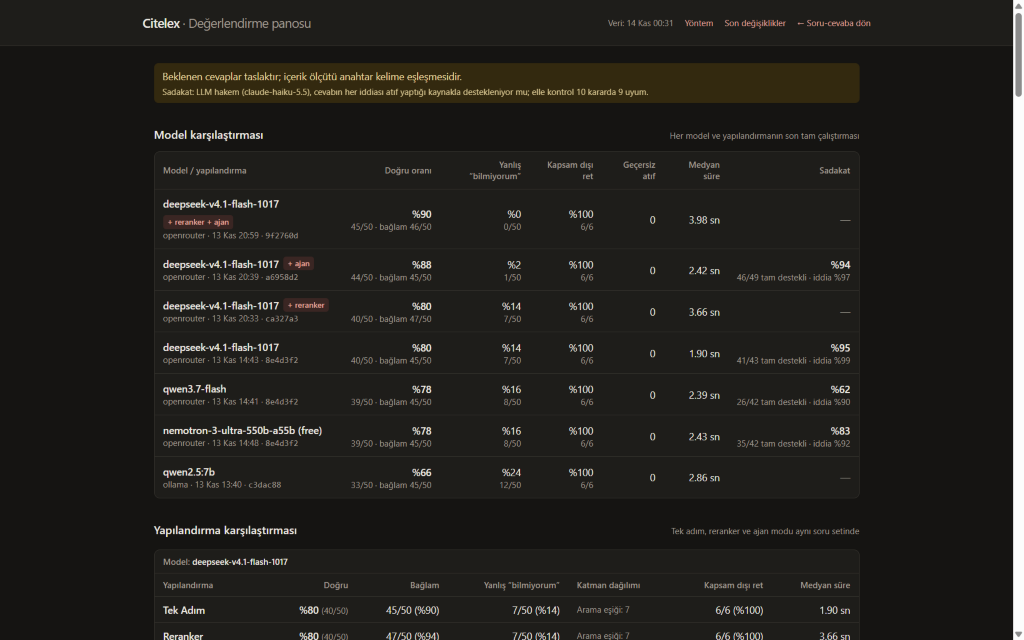 Citelex · Değerlendirme panosu
Veri: 14 Kas 00:31 Yöntem Son değişiklikler ← Soru-cevaba dön
Beklenen cevaplar taslaktır; içerik ölçütü anahtar kelime eşleşmesidir.
Sadakat: LLM hakem (claude-haiku-5.5), cevabın her iddiası atıf yaptığı kaynakla destekleniyor mu; elle kontrol 10 kararda 9 uyum.
Model karşılaştırması
Her model ve yapılandırmanın son tam çalıştırması
Model / yapılandırma Doğru oranı Yanlış "bilmiyorum" Kapsam dışı ret Geçersiz atıf Medyan süre Sadakat
deepseek-v4.1-flash-1017
+ reranker + ajan
openrouter · 13 Kas 20:59 · 9f2760d
%90 %0 %100 0 3.98 sn —
45/50 · bağlam 46/50 0/50 6/6
deepseek-v4.1-flash-1017 + ajan %88 %2 %100 0 2.42 sn %94
openrouter · 13 Kas 20:39 · a6958d2 44/50 · bağlam 45/50 1/50 6/6 46/49 tam destekli · iddia %97
deepseek-v4.1-flash-1017 + reranker %80 %14 %100 0 3.66 sn —
openrouter · 13 Kas 20:33 · ca327a3 40/50 · bağlam 47/50 7/50 6/6
deepseek-v4.1-flash-1017 %80 %14 %100 0 1.90 sn %95
openrouter · 13 Kas 14:43 · 8e4d3f2 40/50 · bağlam 45/50 7/50 6/6 41/43 tam destekli · iddia %99
qwen3.7-flash %78 %16 %100 0 2.39 sn %62
openrouter · 13 Kas 14:41 · 8e4d3f2 39/50 · bağlam 45/50 8/50 6/6 26/42 tam destekli · iddia %90
nemotron-3-ultra-550b-a55b (free) %78 %16 %100 0 2.43 sn %83
openrouter · 13 Kas 14:48 · 8e4d3f2 39/50 · bağlam 45/50 8/50 6/6 35/42 tam destekli · iddia %92
qwen2.5:7b %66 %24 %100 0 2.86 sn —
ollama · 13 Kas 13:40 · c3dac88 33/50 · bağlam 45/50 12/50 6/6
Yapılandırma karşılaştırması
Tek adım, reranker ve ajan modu aynı soru setinde
Model: deepseek-v4.1-flash-1017
Yapılandırma Doğru Bağlam Yanlış "bilmiyorum" Katman dağılımı Kapsam dışı ret Medyan süre
Tek Adım %80 (40/50) 45/50 (%90) 7/50 (%14) Arama eşiği: 7 6/6 (%100) 1.90 sn
Reranker %80 (40/50) 47/50 (%94) 7/50 (%14) Arama eşiği: 7 6/6 (%100) 3.66 sn